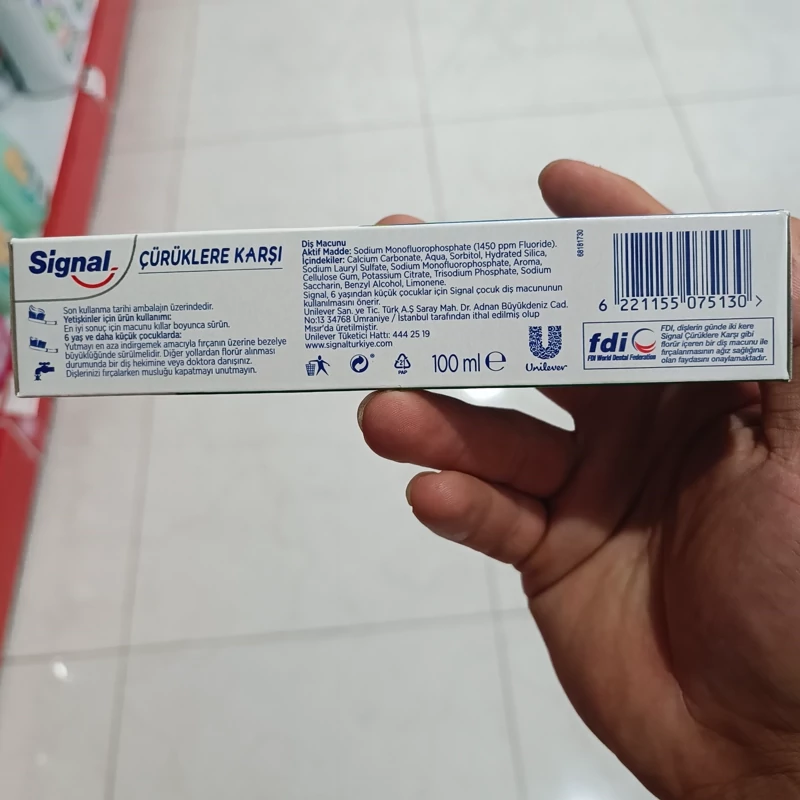 Signal
ÇÜRÜKLERE KARŞI
Son kullanma tarihi ambalajın üzerindedir.
Yetişkinler için ürün kullanımı:
En iyi sonuç için macunu kıllar boyunca sürün.
6 yaş ve daha küçük çocuklarda:
Yutmayı en aza indirgemek amacıyla fırçanın üzerine bezelye
büyüklüğünde sürülmelidir. Diğer yollardan florür alınması
durumunda bir diş hekimine veya doktora danışınız.
Dişlerinizi fırçalarken musluğu kapatmayı unutmayın.
Diş Macunu
Aktif Madde: Sodium Monofluorophosphate (1450 ppm Fluoride).
İçindekiler: Calcium Carbonate, Aqua, Sorbitol, Hydrated Silica,
Sodium Lauryl Sulfate, Sodium Monofluorophosphate, Aroma,
Cellulose Gum, Potassium Citrate, Trisodium Phosphate, Sodium
Saccharin, Benzyl Alcohol, Limonene.
Signal, 6 yaşından küçük çocuklar için Signal çocuk diş macununun
kullanılmasını önerir.
Unilever San. ve Tic. Türk A.Ş Saray Mah. Dr. Adnan Büyükdeniz Cad.
No:13 34768 Ümraniye / İstanbul tarafından ithal edilmiş olup
Mısır'da üretilmiştir.
Unilever Tüketici Hattı: 444 25 19
www.signalturkiye.com
PAP
100 ml e
Unilever
68181730
6 221155 075130 >
fdi
FDI World Dental Federation
FDI, dişlerin günde iki kere
Signal Çürüklere Karşı gibi
florür içeren bir diş macunu ile
fırçalanmasının ağız sağlığına
olan faydasını onaylamaktadır.